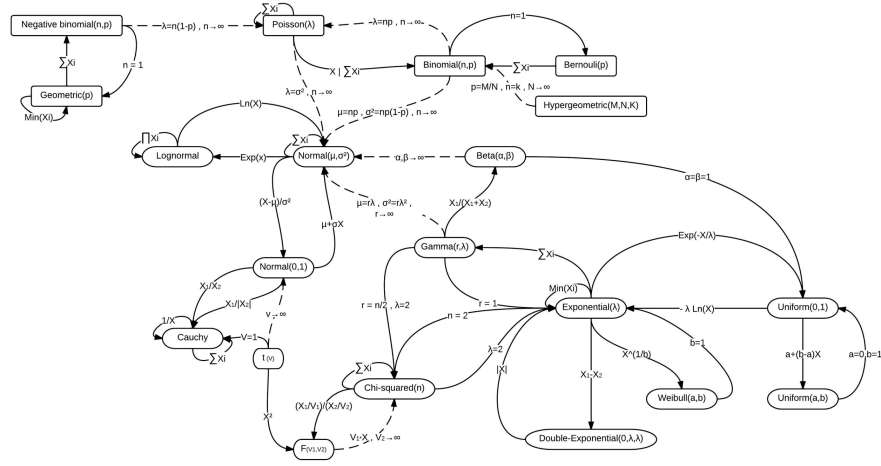 ∑Xi
n=1
Negative binomial(n,p)
λ=n(1-p) , n→∞
Poisson(λ)
λ=np , n→∞
∑Xi
n = 1
X | ∑Xi
Binomial(n,p)
∑Xi
Bernouli(p)
p=M/N , n=k , N→∞
Geometric(p)
λ=σ² , n→∞
Hypergeometric(M,N,K)
Min(Xi)
Ln(X)
μ=np , σ²=np(1-p) , n→∞
∏Xi
∑Xi
Lognormal
Exp(x)
Normal(μ,σ²)
α,β→∞
Beta(α,β)
α=β=1
(X-μ)/σ²
μ=rλ , σ²=rλ² ,
r→∞
X₁/(X₁+X₂)
μ+σX
Exp(-X/λ)
Gamma(r,λ)
∑Xi
Normal(0,1)
X₁/X₂
Min(Xi)
X₁/|X₂|
r = n/2 , λ=2
r = 1
Exponential(λ)
- λ Ln(X)
Uniform(0,1)
1/X
v→∞
n = 2
Cauchy
V=1
b=1
λ=2
∑Xi
t(V)
X^(1/b)
a+(b-a)X
a=0,b=1
∑Xi
|X|
X₁-X₂
Chi-squared(n)
(X₁/V₁)/(X₂/V₂)
Weibull(a,b)
Uniform(a,b)
X²
V₁*X , V₂→∞
Double-Exponential(0,λ,λ)
F(V1,V2)